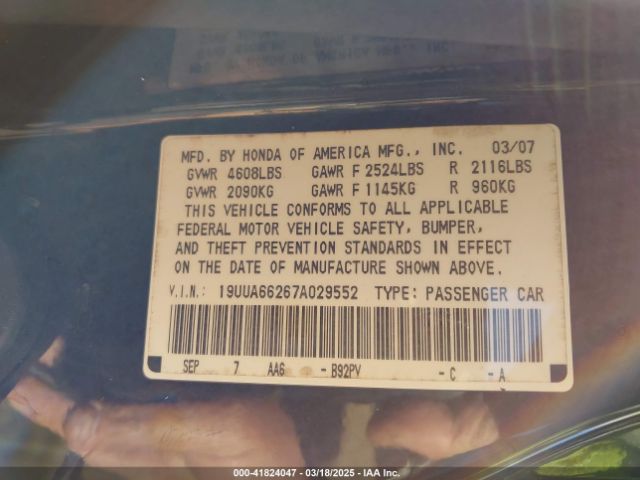 MFD. BY HONDA OF AMERICA MFG., INC. 03/07
GVWR 4608LBS GAWR F 2524LBS R 2116LBS
GVWR 2090KG GAWR F 1145KG R 960KG
THIS VEHICLE CONFORMS TO ALL APPLICABLE
FEDERAL MOTOR VEHICLE SAFETY, BUMPER,
AND THEFT PREVENTION STANDARDS IN EFFECT
ON THE DATE OF MANUFACTURE SHOWN ABOVE.
V.I.N.: 19UUA66267A029552 TYPE: PASSENGER CAR
SEP 7 AA6 - B92PV - C - A
000-41824047 — 03/18/2025 — IAA Inc.